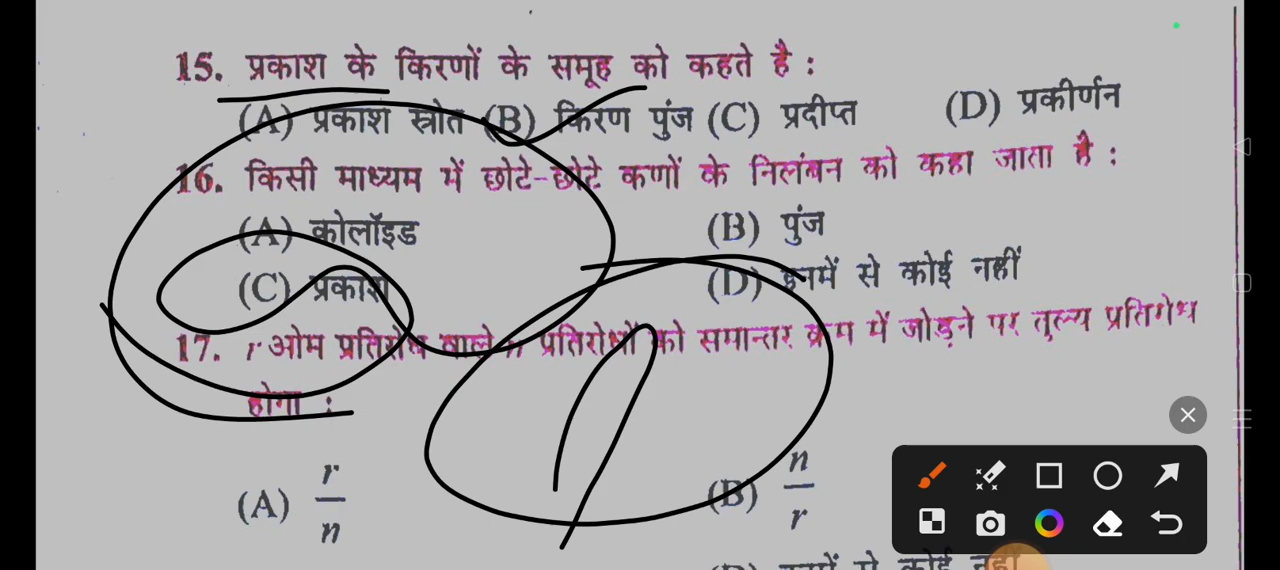 15. प्रकाश के किरणों के समूह को कहते है :
(A) प्रकाश स्रोत (B) किरण पुंज (C) प्रदीप्त (D) प्रकीर्णन
16. किसी माध्यम में छोटे-छोटे कणों के निलंबन को कहा जाता है :
(A) कोलॉइड (B) पुंज
(C) प्रकाश (D) इनमें से कोई नहीं
17. r ओम प्रतिरोध वाले n प्रतिरोधों को समान्तर क्रम में जोड़ने पर तुल्य प्रतिरोध
होगा :
(A) r/n (B) n/r